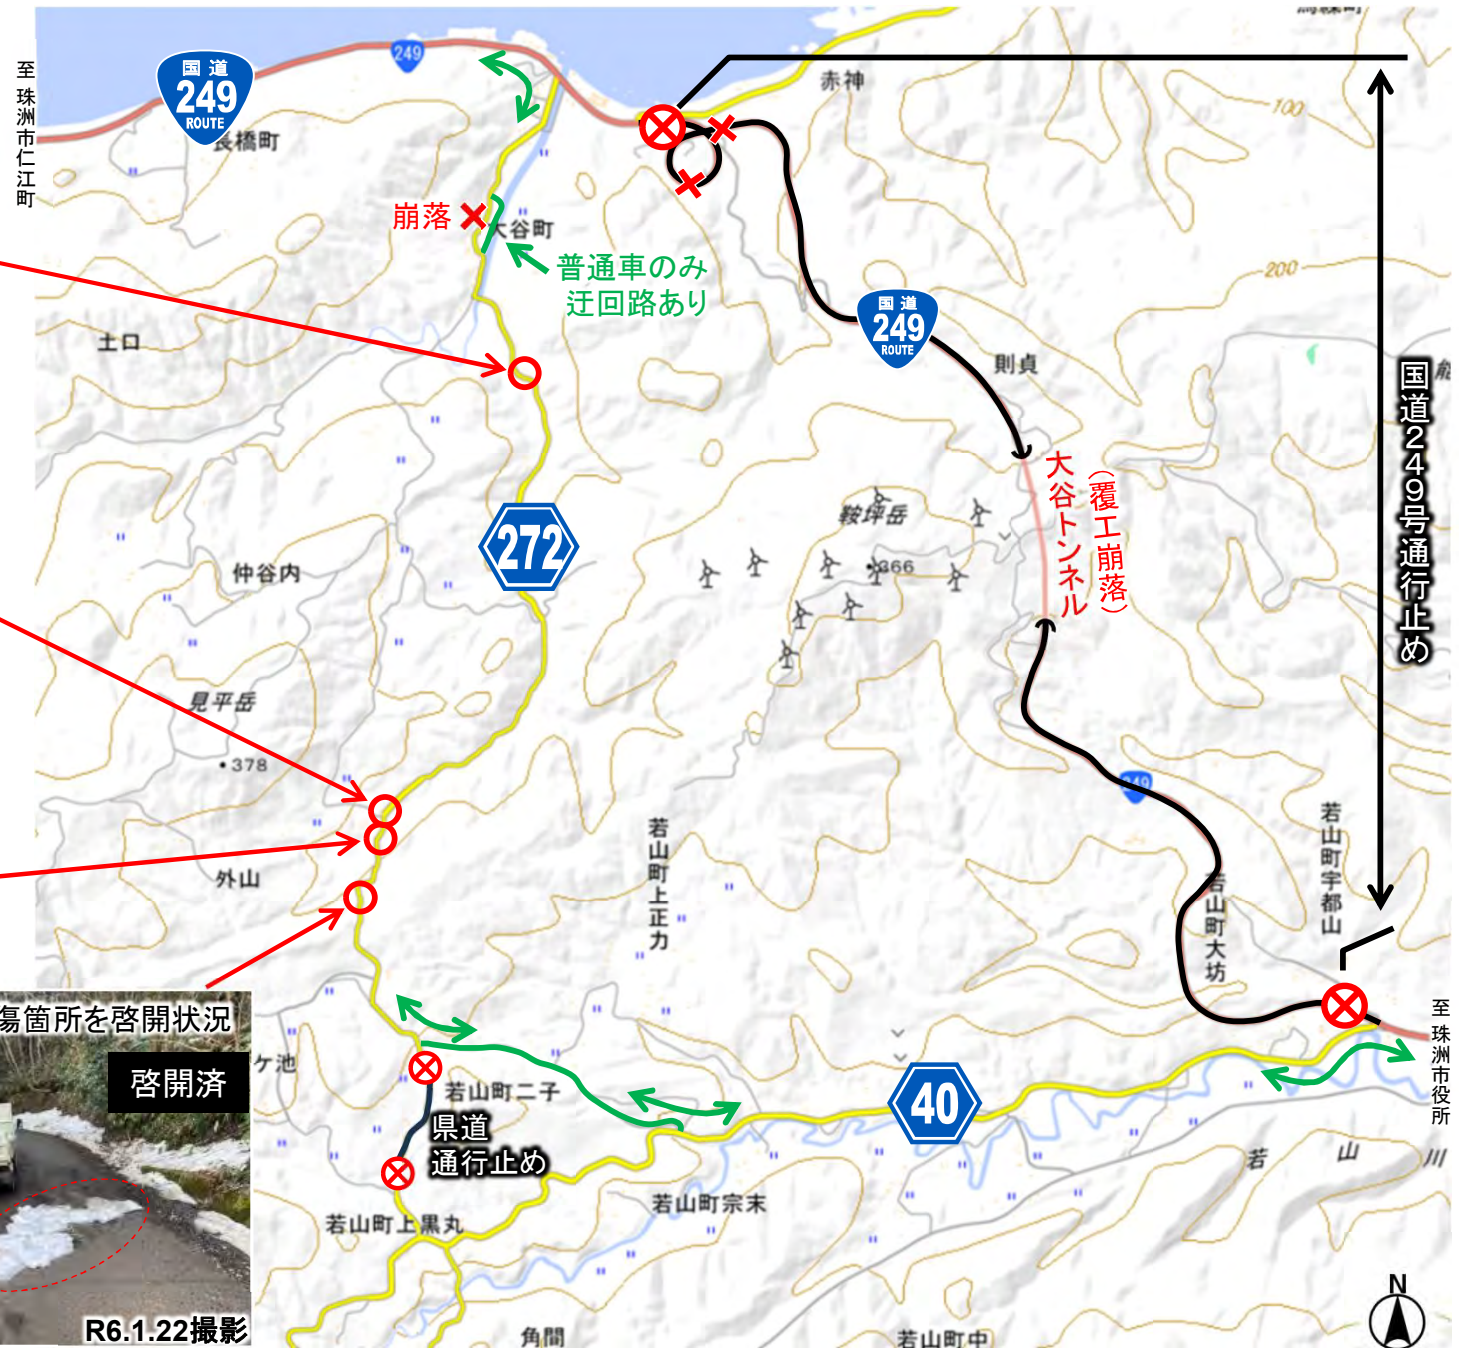 至 珠洲市仁江町
国道
249
ROUTE
249
長橋町
赤神
100
崩落
大谷町
普通車のみ
迂回路あり
200
国道
249
ROUTE
土口
則貞
国道249号通行止め
大谷トンネル
(覆工崩落)
鞍坪岳
366
272
仲谷内
見平岳
378
249
若山町上正力
若山町宇都山
外山
若山町大坊
傷箇所を啓開状況
啓開済
ケ池
若山町二子
県道
通行止め
40
至 珠洲市役所
若山川
若山町宗末
若山町上黒丸
R6.1.22撮影
角間
若山町中
N